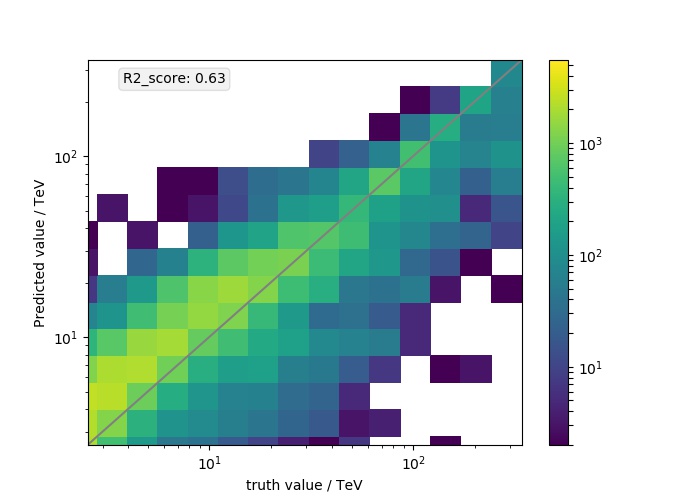 R2_score: 0.63
10²
10¹
Predicted value / TeV
10¹
10²
truth value / TeV
10³
10²
10¹